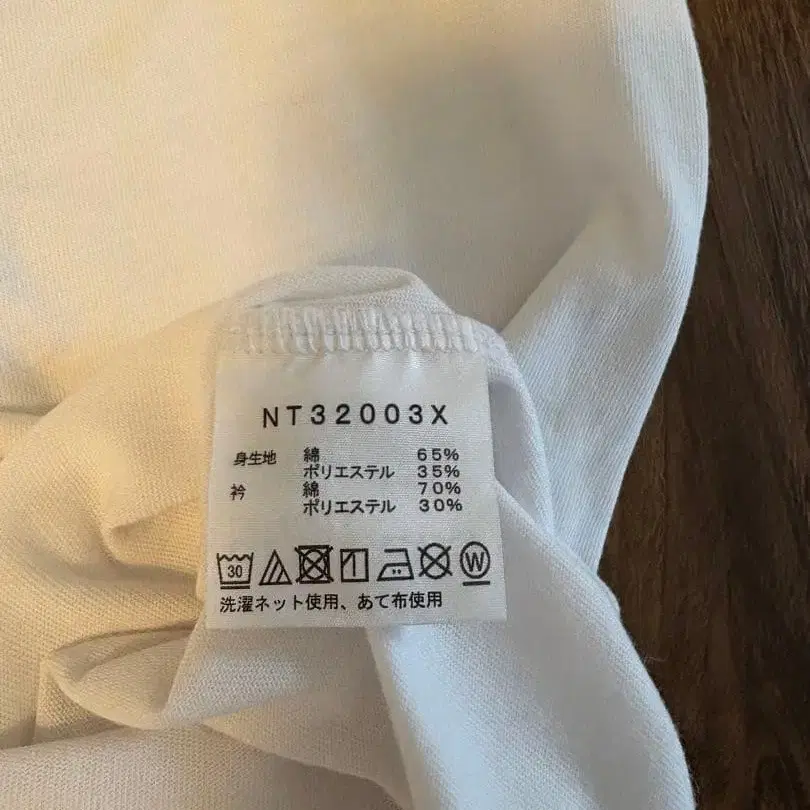 NT32003X
身生地 綿 65%
ポリエステル 35%
衿 綿 70%
ポリエステル 30%
30 W
洗濯ネット使用、あて布使用